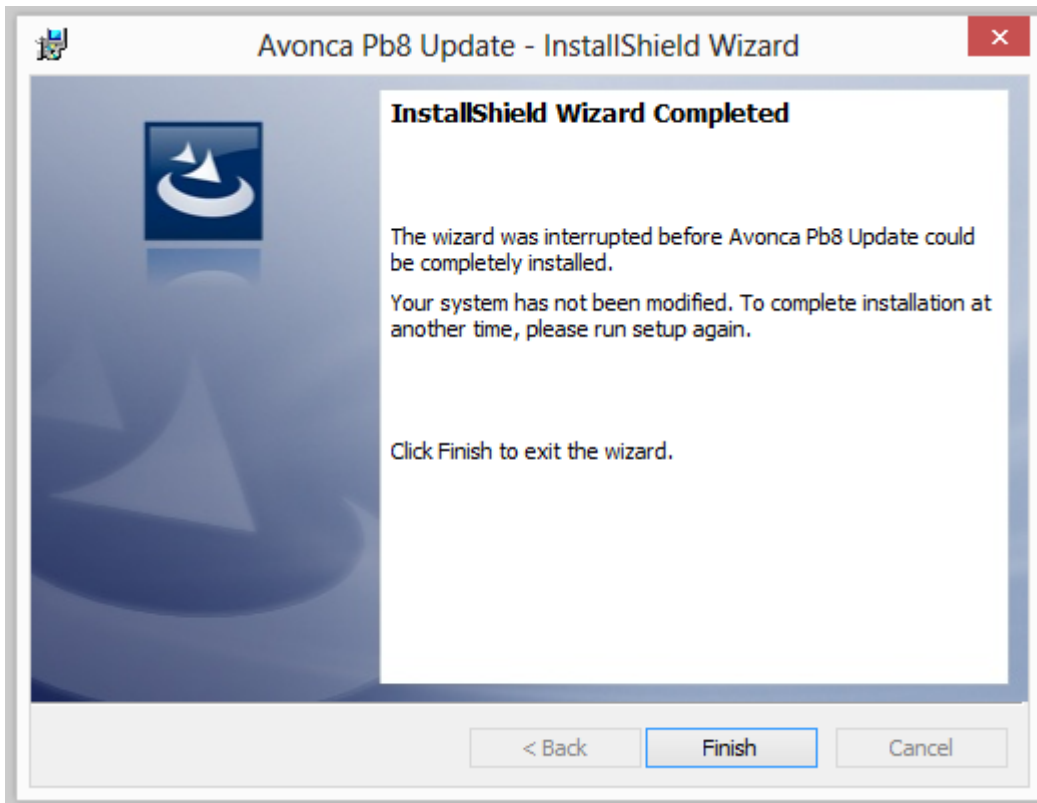 Avonca Pb8 Update - InstallShield Wizard
InstallShield Wizard Completed
The wizard was interrupted before Avonca Pb8 Update could
be completely installed.
Your system has not been modified. To complete installation at
another time, please run setup again.
Click Finish to exit the wizard.
< Back Finish Cancel